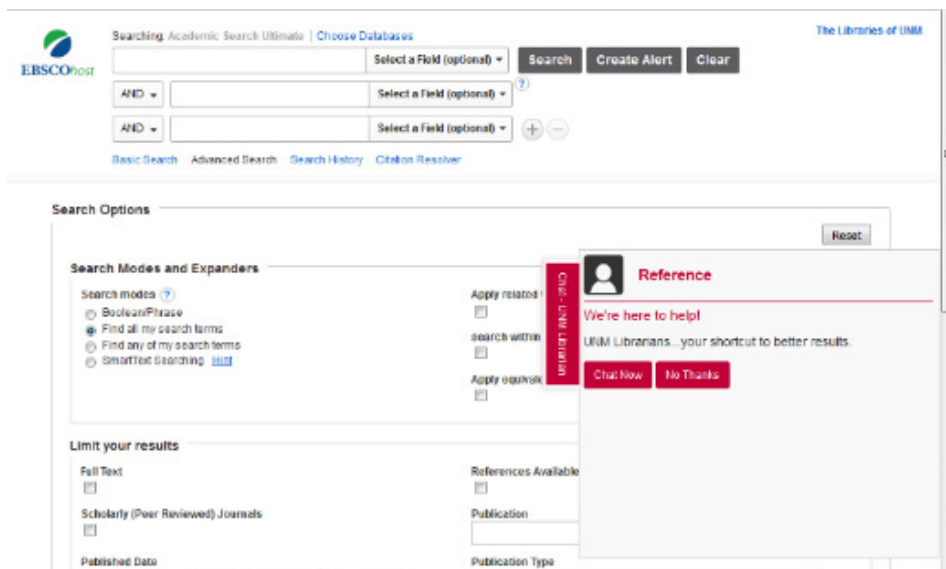 Searching: Academic Search Ultimate | Choose Databases
The Libraries of UNM
EBSCOhost
Select a Field (optional)
Search
Create Alert
Clear
AND
Select a Field (optional)
?
AND
Select a Field (optional)
Basic Search Advanced Search Search History Citation Resolver
Search Options
Reset
Search Modes and Expanders
Search modes ?
Boolean/Phrase
Find all my search terms
Find any of my search terms
SmartText Searching Hint
Apply related
search within
Apply equivale
Chat - UNM Librarian
Reference
We're here to help!
UNM Librarians...your shortcut to better results.
Chat Now
No Thanks
Limit your results
Full Text
References Available
Scholarly (Peer Reviewed) Journals
Publication
Published Date
Publication Type